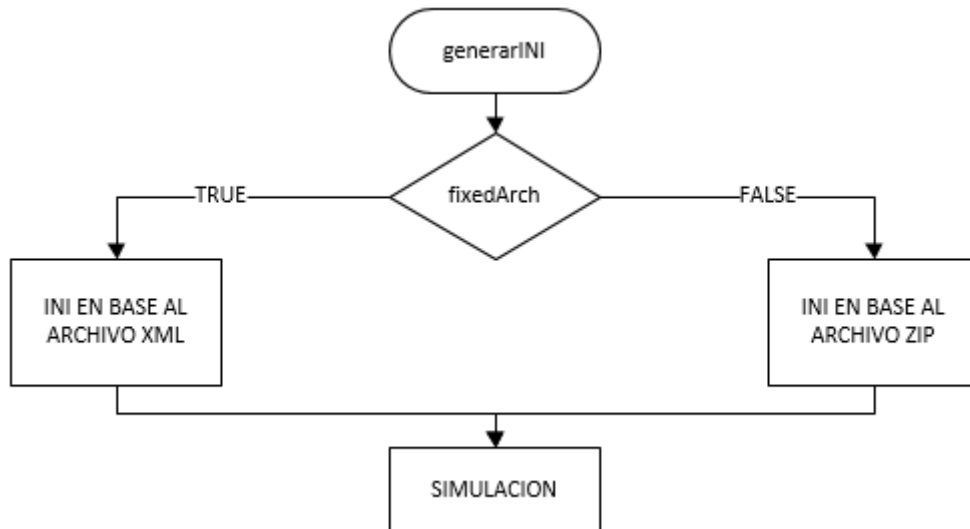 generarINI
fixedArch
TRUE
FALSE
INI EN BASE AL
ARCHIVO XML
INI EN BASE AL
ARCHIVO ZIP
SIMULACION